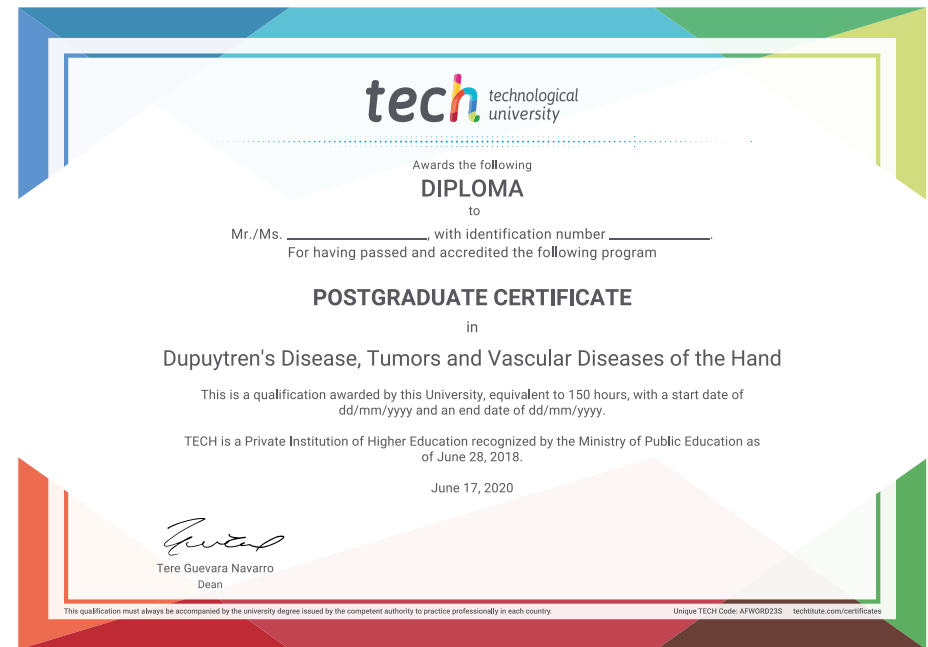 tech technological
university
Awards the following
DIPLOMA
to
Mr./Ms. ____________________, with identification number ______________.
For having passed and accredited the following program
POSTGRADUATE CERTIFICATE
in
Dupuytren's Disease, Tumors and Vascular Diseases of the Hand
This is a qualification awarded by this University, equivalent to 150 hours, with a start date of
dd/mm/yyyy and an end date of dd/mm/yyyy.
TECH is a Private Institution of Higher Education recognized by the Ministry of Public Education as
of June 28, 2018.
June 17, 2020
Tere Guevara Navarro
Dean
This qualification must always be accompanied by the university degree issued by the competent authority to practice professionally in each country.
Unique TECH Code: AFWORD23S techtitute.com/certificates